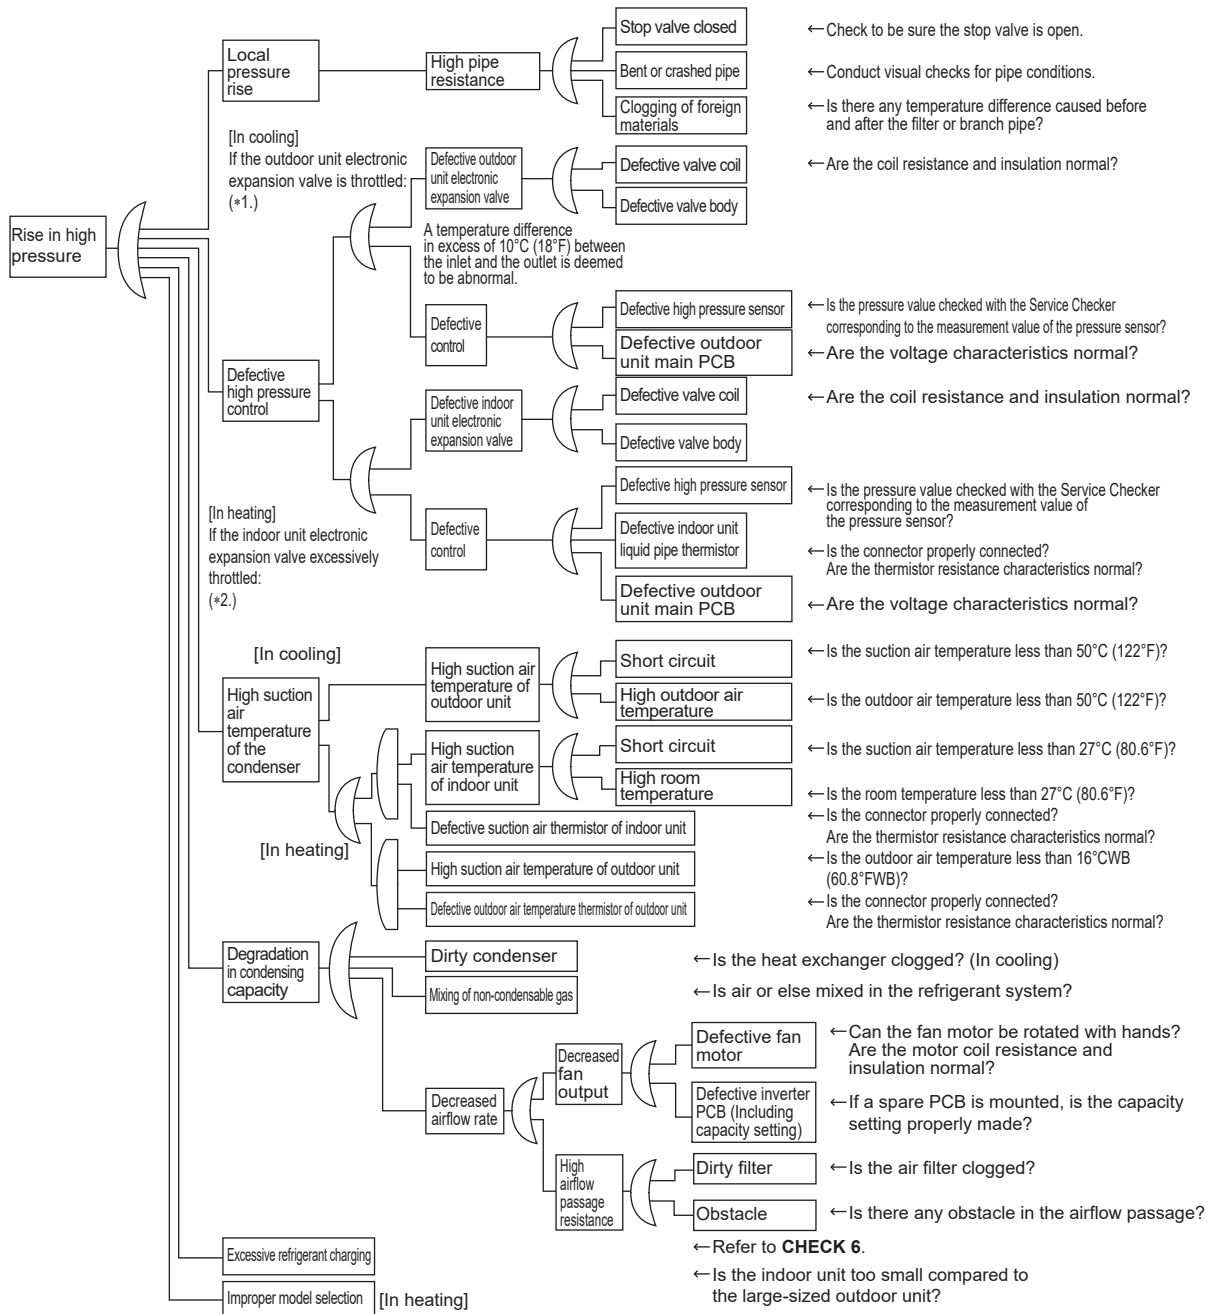 Stop valve closed
←Check to be sure the stop valve is open.
Local
pressure
rise
High pipe
resistance
Bent or crashed pipe
←Conduct visual checks for pipe conditions.
Clogging of foreign
materials
←Is there any temperature difference caused before
and after the filter or branch pipe?
[In cooling]
If the outdoor unit electronic
expansion valve is throttled:
(*1.)
Defective outdoor
unit electronic
expansion valve
Defective valve coil
←Are the coil resistance and insulation normal?
Defective valve body
Rise in high
pressure
A temperature difference
in excess of 10°C (18°F) between
the inlet and the outlet is deemed
to be abnormal.
Defective
control
Defective high pressure sensor
←Is the pressure value checked with the Service Checker
corresponding to the measurement value of the pressure sensor?
Defective outdoor
unit main PCB
←Are the voltage characteristics normal?
Defective
high pressure
control
Defective indoor
unit electronic
expansion valve
Defective valve coil
←Are the coil resistance and insulation normal?
Defective valve body
[In heating]
If the indoor unit electronic
expansion valve excessively
throttled:
(*2.)
Defective
control
Defective high pressure sensor
←Is the pressure value checked with the Service Checker
corresponding to the measurement value of
the pressure sensor?
Defective indoor unit
liquid pipe thermistor
←Is the connector properly connected?
Are the thermistor resistance characteristics normal?
Defective outdoor
unit main PCB
←Are the voltage characteristics normal?
[In cooling]
High suction air
temperature of
outdoor unit
Short circuit
←Is the suction air temperature less than 50°C (122°F)?
High outdoor air
temperature
←Is the outdoor air temperature less than 50°C (122°F)?
High suction
air
temperature
of the
condenser
High suction
air temperature
of indoor unit
Short circuit
←Is the suction air temperature less than 27°C (80.6°F)?
High room
temperature
←Is the room temperature less than 27°C (80.6°F)?
[In heating]
Defective suction air thermistor of indoor unit
←Is the connector properly connected?
Are the thermistor resistance characteristics normal?
High suction air temperature of outdoor unit
←Is the outdoor air temperature less than 16°CWB
(60.8°FWB)?
Defective outdoor air temperature thermistor of outdoor unit
←Is the connector properly connected?
Are the thermistor resistance characteristics normal?
Degradation
in condensing
capacity
Dirty condenser
←Is the heat exchanger clogged? (In cooling)
Mixing of non-condensable gas
←Is air or else mixed in the refrigerant system?
Decreased
airflow rate
Decreased
fan
output
Defective fan
motor
←Can the fan motor be rotated with hands?
Are the motor coil resistance and
insulation normal?
Defective inverter
PCB (Including
capacity setting)
←If a spare PCB is mounted, is the capacity
setting properly made?
High
airflow
passage
resistance
Dirty filter
←Is the air filter clogged?
Obstacle
←Is there any obstacle in the airflow passage?
Excessive refrigerant charging
←Refer to CHECK 6.
Improper model selection
[In heating]
←Is the indoor unit too small compared to
the large-sized outdoor unit?